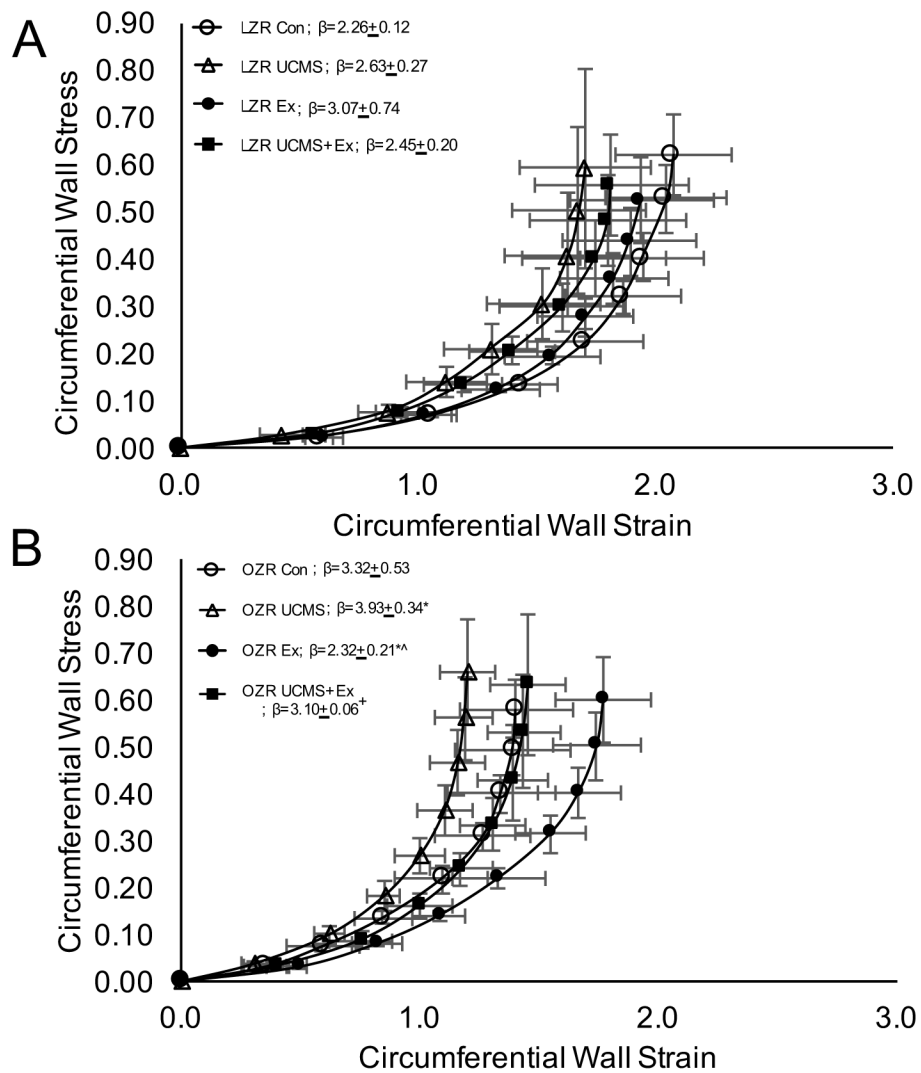 A
0.90
0.80
0.70
0.60
0.50
0.40
0.30
0.20
0.10
0.00
Circumferential Wall Stress
LZR Con; β=2.26±0.12
LZR UCMS; β=2.63±0.27
LZR Ex; β=3.07±0.74
LZR UCMS+Ex; β=2.45±0.20
0.0 1.0 2.0 3.0
Circumferential Wall Strain
B
0.90
0.80
0.70
0.60
0.50
0.40
0.30
0.20
0.10
0.00
Circumferential Wall Stress
OZR Con ; β=3.32±0.53
OZR UCMS; β=3.93±0.34*
OZR Ex; β=2.32±0.21*^
OZR UCMS+Ex
; β=3.10±0.06+
0.0 1.0 2.0 3.0
Circumferential Wall Strain